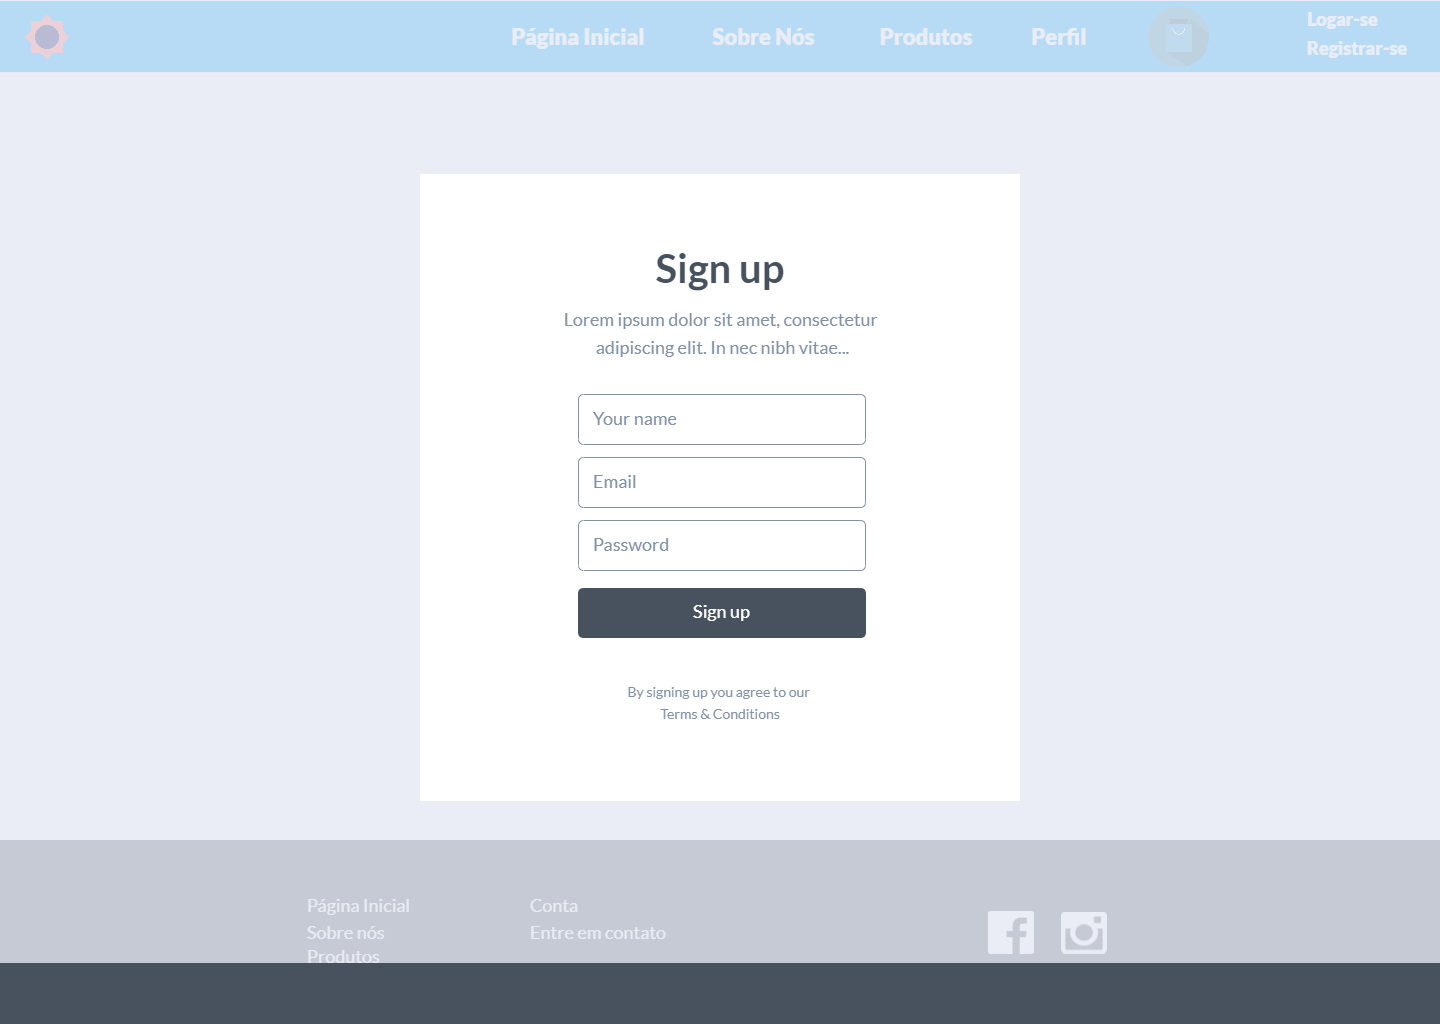 Página Inicial
Sobre Nós
Produtos
Perfil
Logar-se
Registrar-se
Sign up
Lorem ipsum dolor sit amet, consectetur
adipiscing elit. In nec nibh vitae...
Your name
Email
Password
Sign up
By signing up you agree to our
Terms & Conditions
Página Inicial
Sobre nós
Produtos
Conta
Entre em contato